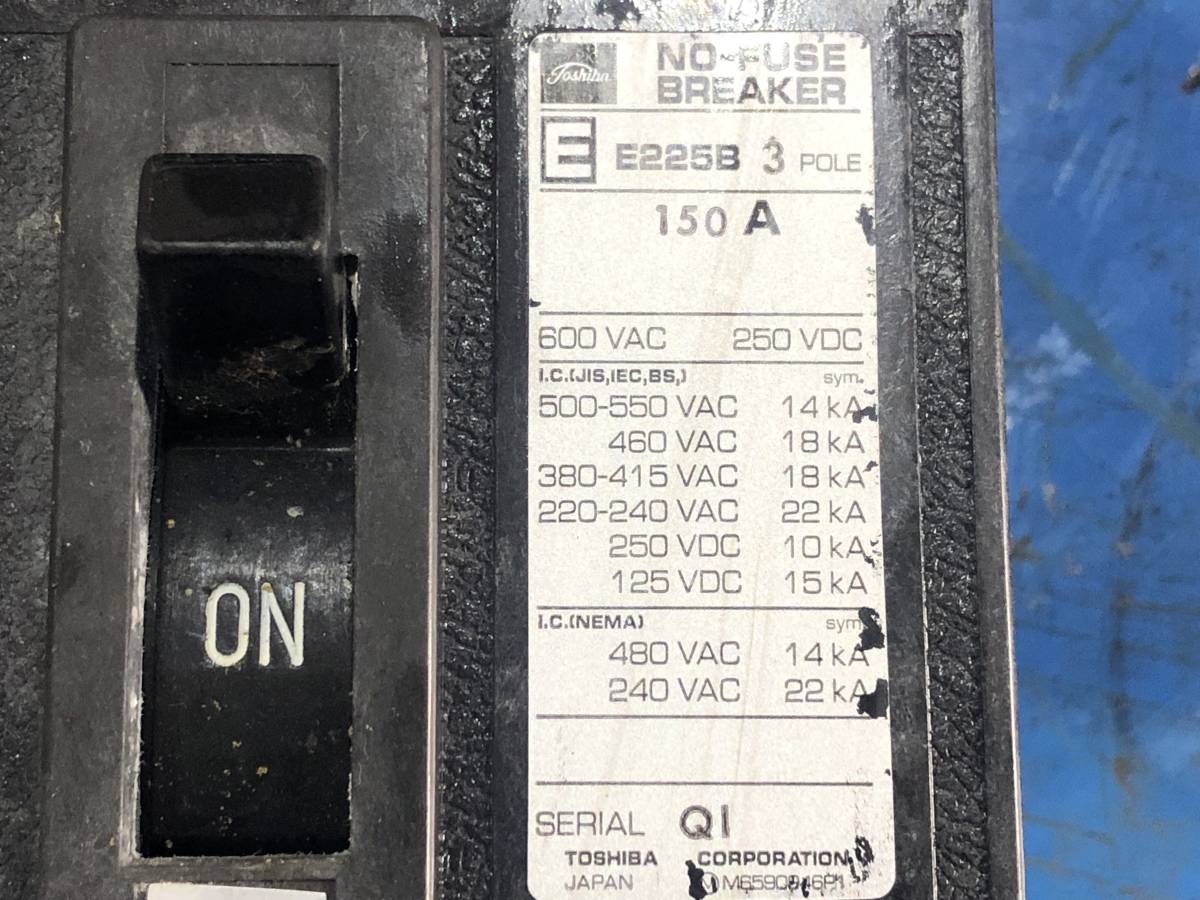 Toshiba
NO-FUSE
BREAKER
E E225B 3 POLE
150 A
600 VAC 250 VDC
I.C.(JIS,IEC,BS,) sym.
500-550 VAC 14 kA
460 VAC 18 kA
380-415 VAC 18 kA
220-240 VAC 22 kA
250 VDC 10 kA
125 VDC 15 kA
I.C.(NEMA) sym
480 VAC 14 kA
240 VAC 22 kA
SERIAL Q1
TOSHIBA CORPORATION
JAPAN
ON